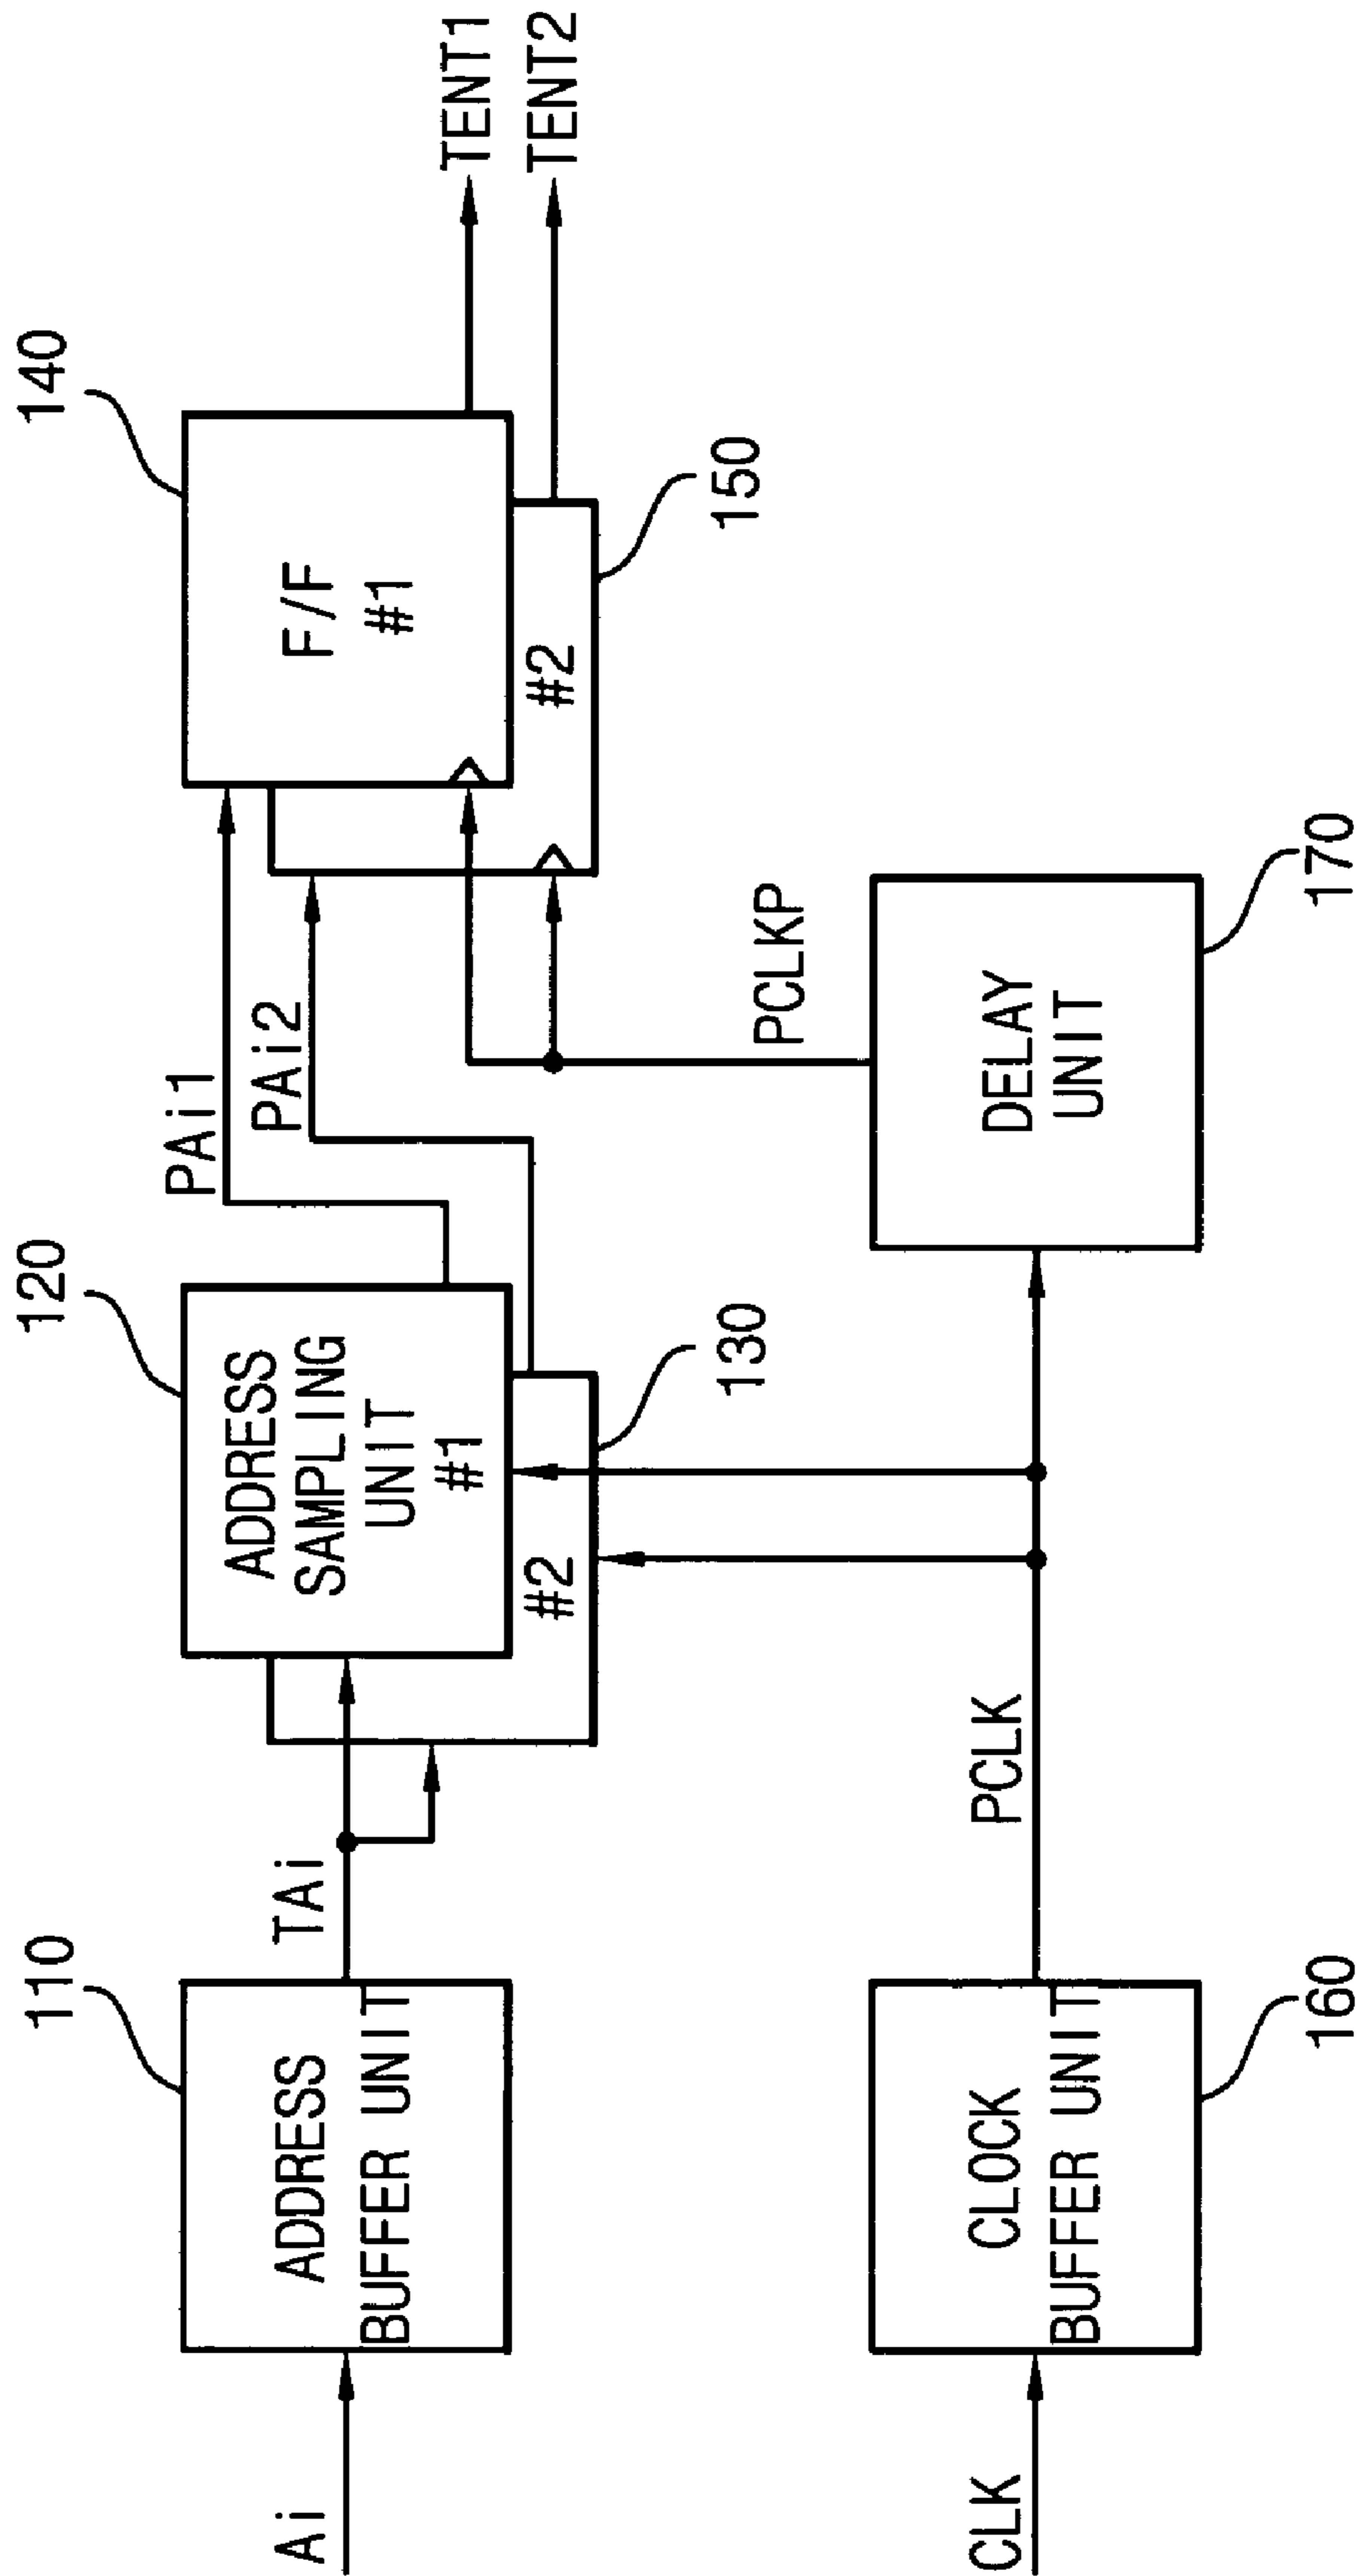 Ai
110
ADDRESS
BUFFER UNIT
TAi
120
ADDRESS
SAMPLING
UNIT
#1
#2
130
PAi1
PAi2
140
F/F
#1
#2
150
TENT1
TENT2
CLK
CLOCK
BUFFER UNIT
160
PCLK
DELAY
UNIT
170
PCLKP